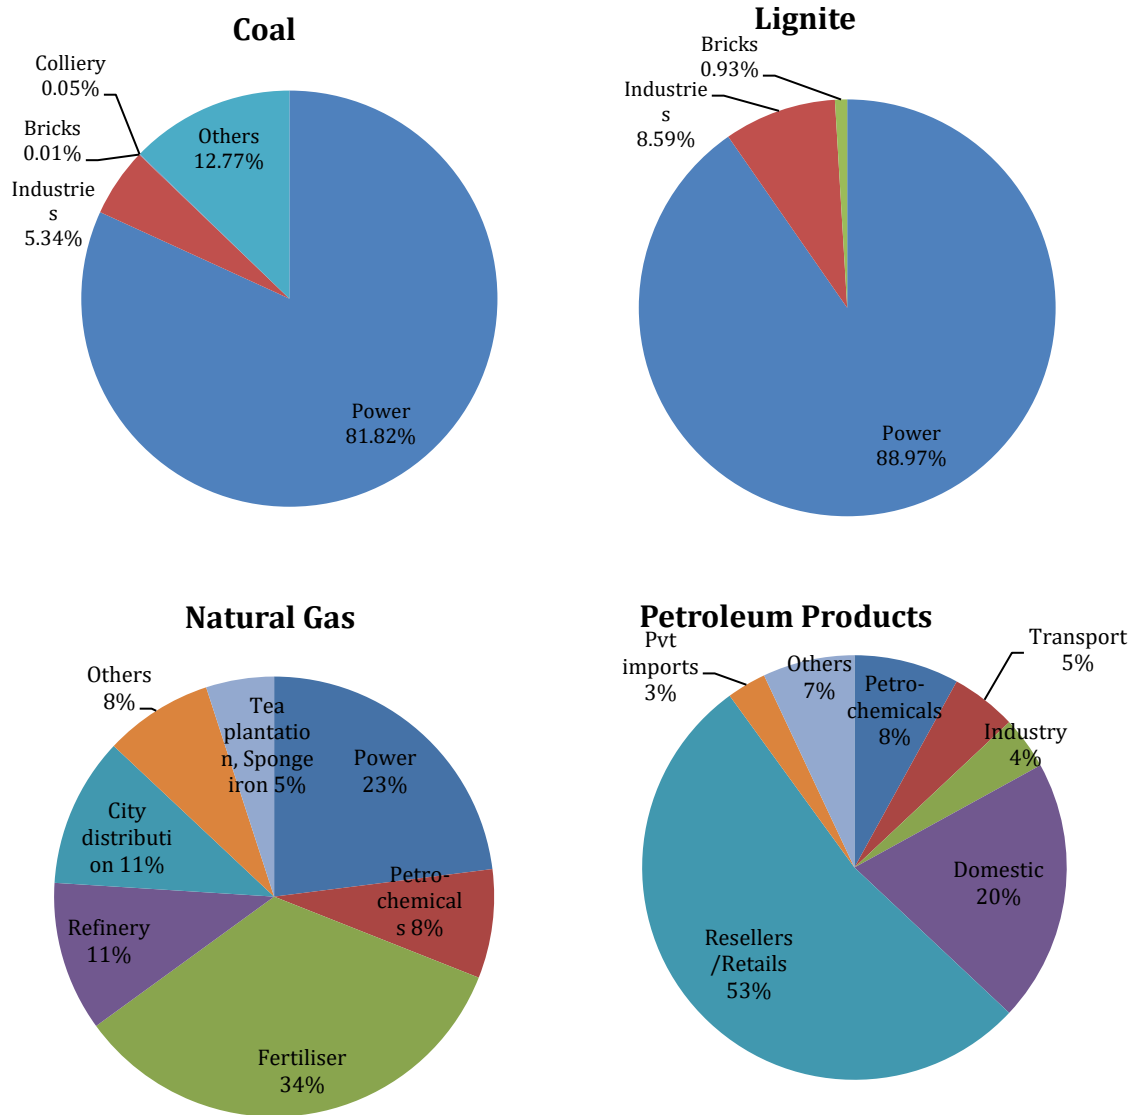 Coal
Colliery
0.05%
Bricks
0.01%
Industrie
s
5.34%
Others
12.77%
Power
81.82%
Lignite
Bricks
0.93%
Industrie
s
8.59%
Power
88.97%
Natural Gas
Others
8%
Tea
plantatio
n, Sponge
iron 5%
Power
23%
City
distributi
on 11%
Petro-
chemical
s 8%
Refinery
11%
Fertiliser
34%
Petroleum Products
Pvt
imports
3%
Others
7%
Petro-
chemicals
8%
Transport
5%
Industry
4%
Domestic
20%
Resellers
/Retails
53%